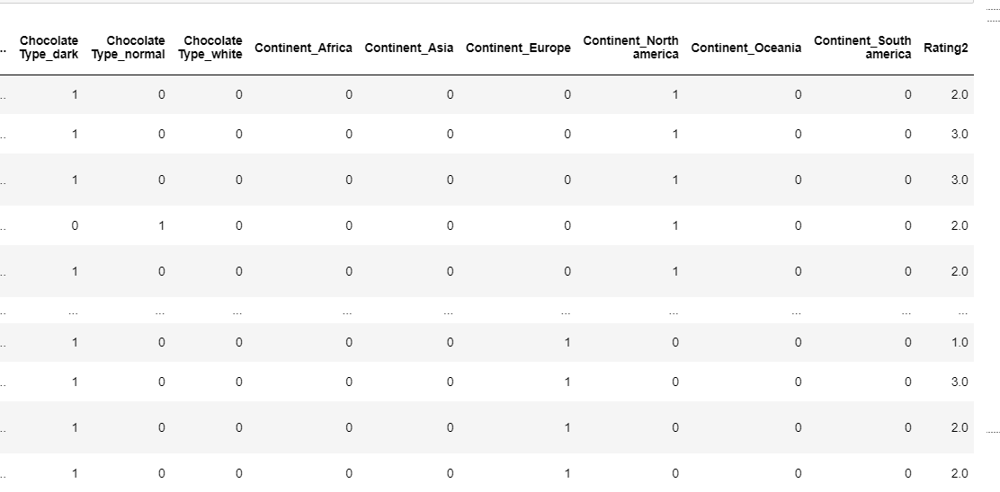 .. Chocolate Type_dark Chocolate Type_normal Chocolate Type_white Continent_Africa Continent_Asia Continent_Europe Continent_North america Continent_Oceania Continent_South america Rating2
.. 1 0 0 0 0 0 1 0 0 2.0
.. 1 0 0 0 0 0 1 0 0 3.0
.. 1 0 0 0 0 0 1 0 0 3.0
.. 0 1 0 0 0 0 1 0 0 2.0
.. 1 0 0 0 0 0 1 0 0 2.0
.. ... ... ... ... ... ... ... ... ... ...
.. 1 0 0 0 0 1 0 0 0 1.0
.. 1 0 0 0 0 1 0 0 0 3.0
.. 1 0 0 0 0 1 0 0 0 2.0
.. 1 0 0 0 0 1 0 0 0 2.0